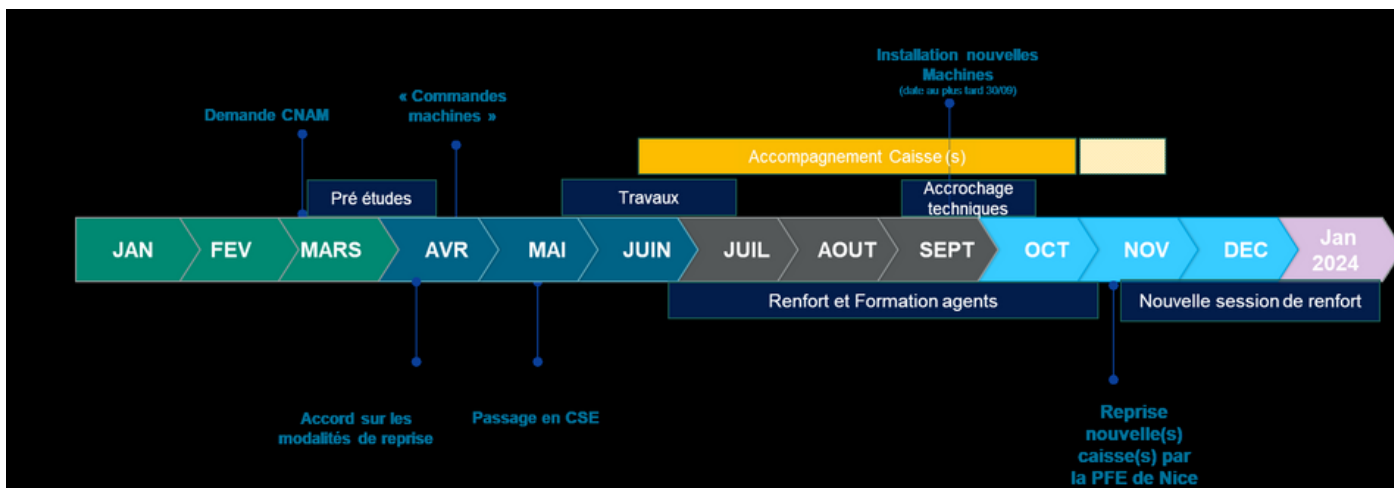 Installation nouvelles
Machines
(date au plus tard 30/09)
« Commandes
machines »
Demande CNAM
Accompagnement Caisse (s)
Pré études
Travaux
Accrochage
techniques
JAN
FEV
MARS
AVR
MAI
JUIN
JUIL
AOUT
SEPT
OCT
NOV
DEC
Jan
2024
Renfort et Formation agents
Nouvelle session de renfort
Accord sur les
modalités de reprise
Passage en CSE
Reprise
nouvelle(s)
caisse(s) par
la PFE de Nice